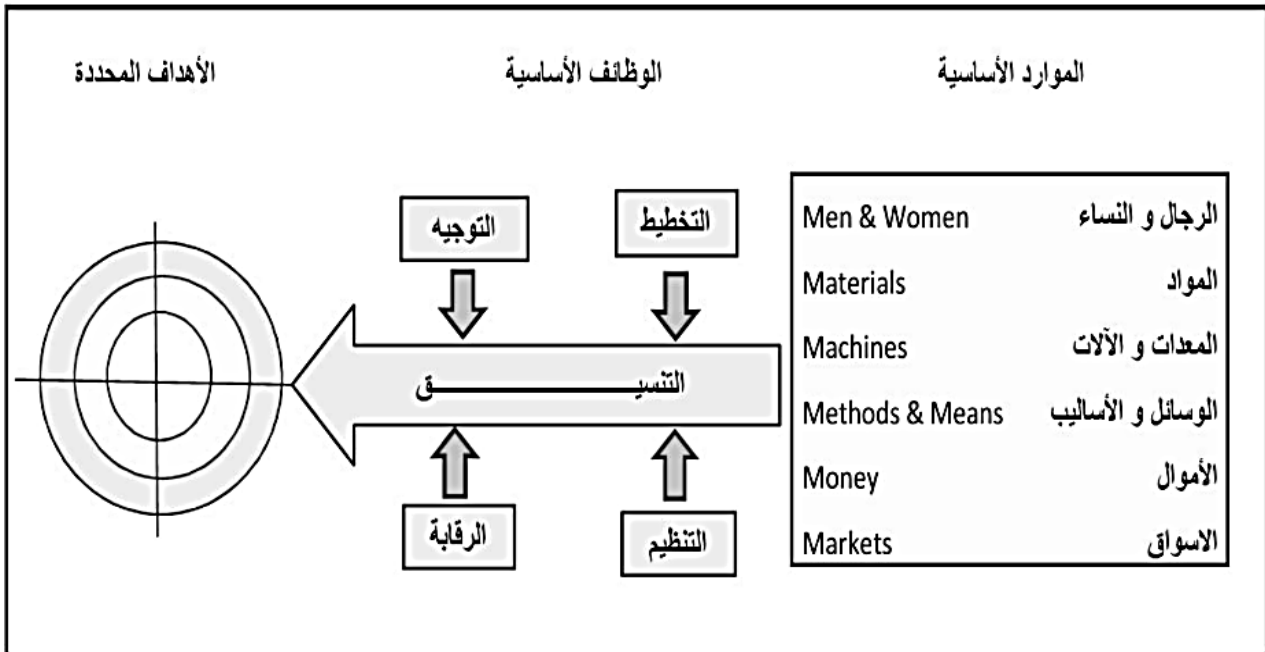 الموارد الأساسية
الوظائف الأساسية
الأهداف المحددة
الرجال و النساء Men & Women
المواد Materials
المعدات و الآلات Machines
الوسائل و الأساليب Methods & Means
الأموال Money
الاسواق Markets
التخطيط
التوجيه
التنسيـــــــــــــــــــــق
التنظيم
الرقابة